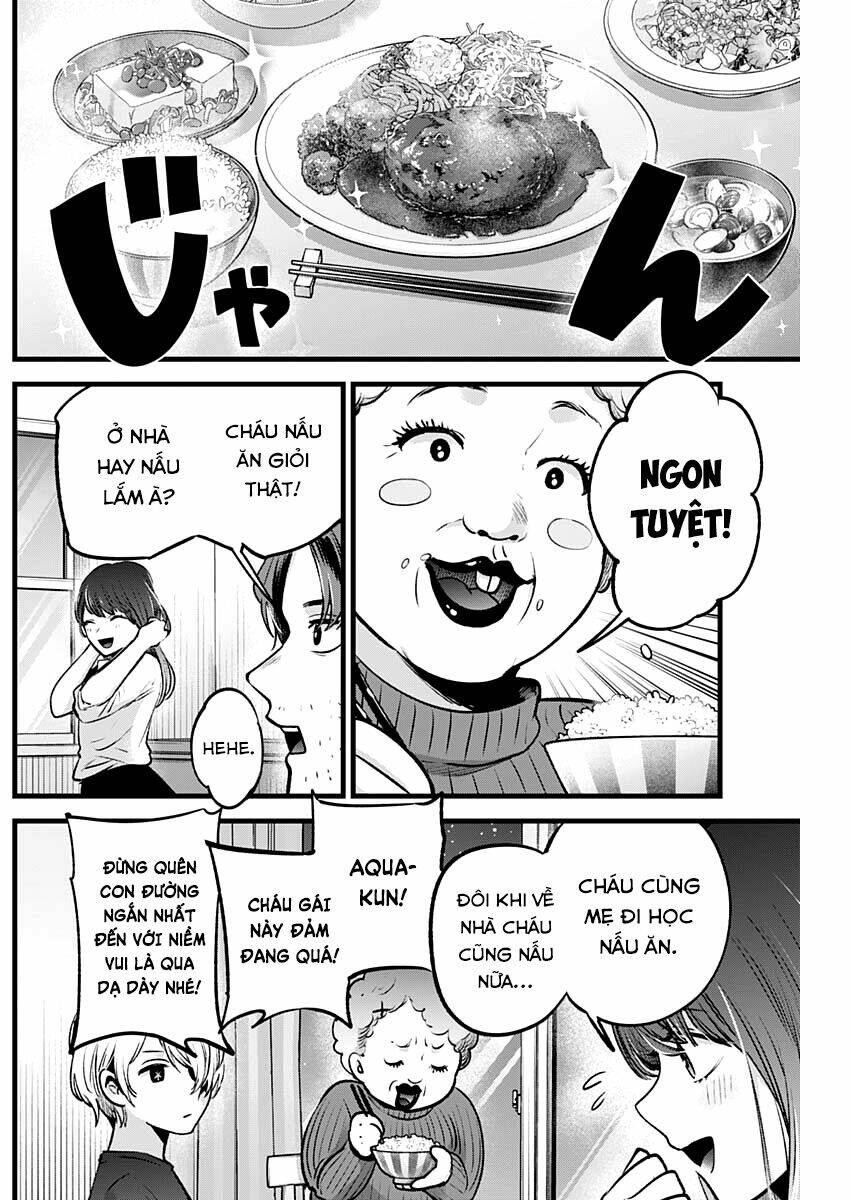 じゃん
NGON
TUYỆT!
CHÁU NẤU
ĂN GIỎI
THẬT!
Ở NHÀ
HAY NẤU
LẮM À?
HEHE.
CHÁU CÙNG
MẸ ĐI HỌC
NẤU ĂN.
ĐÔI KHI VỀ
NHÀ CHÁU
CŨNG NẤU
NỮA...
AQUA-
KUN!
CHÁU GÁI
NÀY ĐẢM
ĐANG QUÁ!
ĐỪNG QUÊN
CON ĐƯỜNG
NGẮN NHẤT
ĐẾN VỚI NIỀM
VUI LÀ QUA
DẠ DÀY NHÉ!